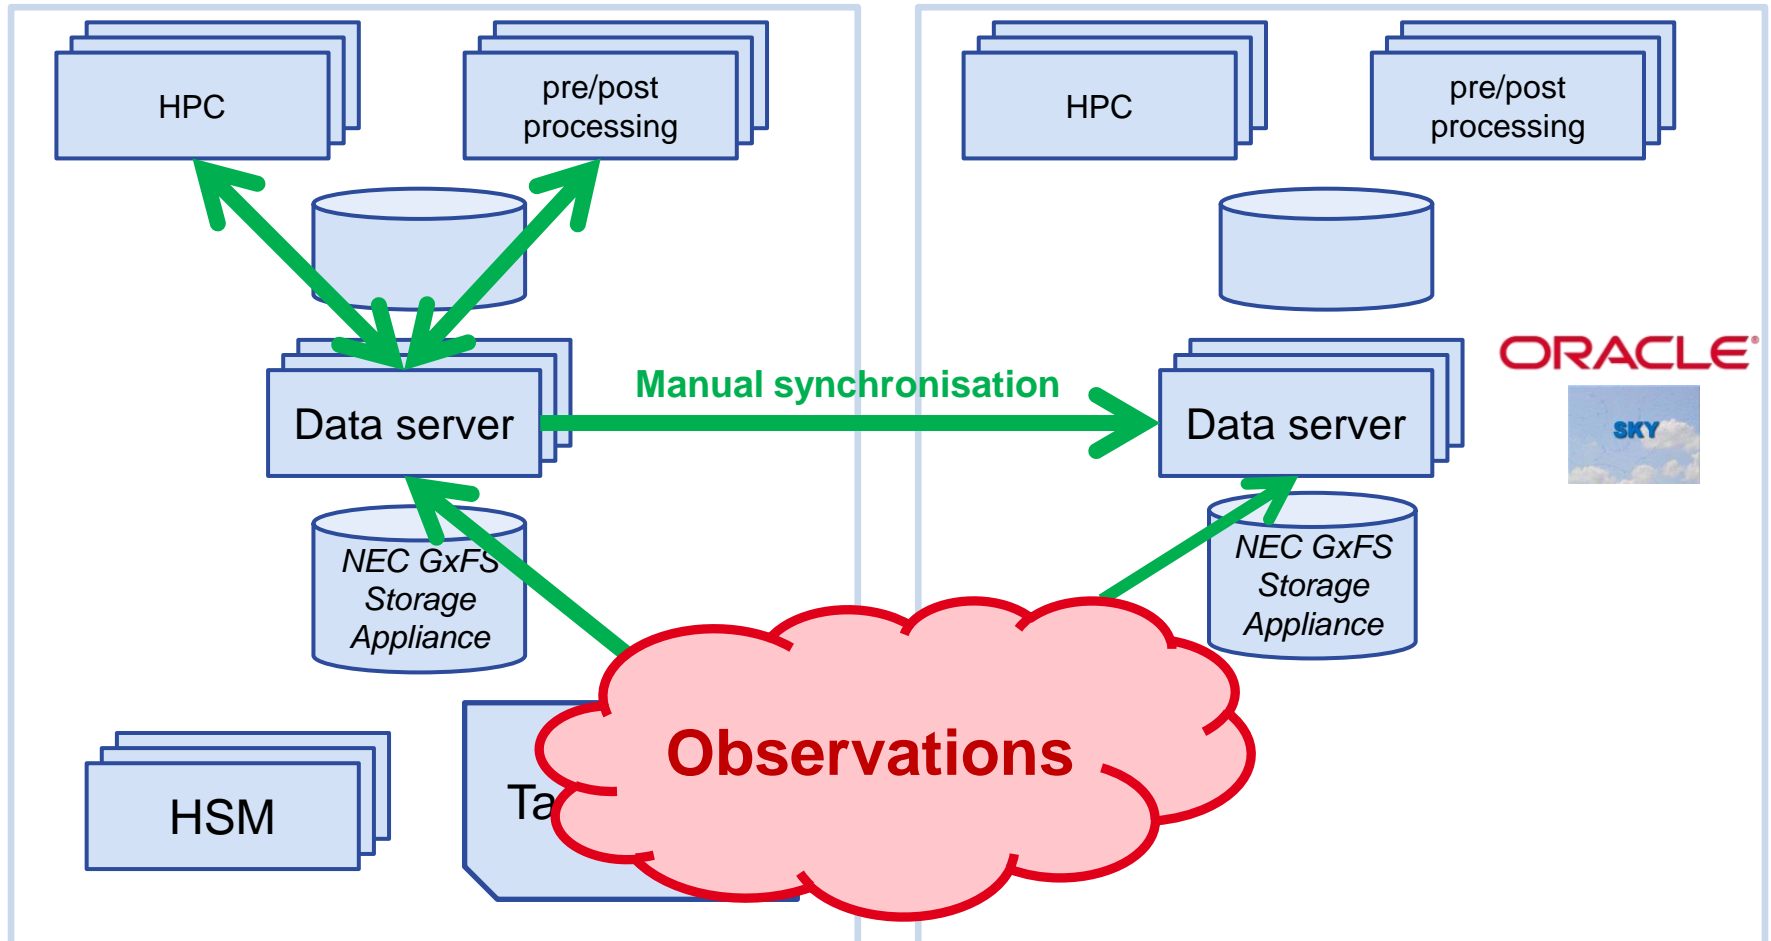 HPC
pre/post
processing
HPC
pre/post
processing
ORACLE®
Manual synchronisation
Data server
Data server
SKY
NEC GxFS
Storage
Appliance
NEC GxFS
Storage
Appliance
Observations
HSM